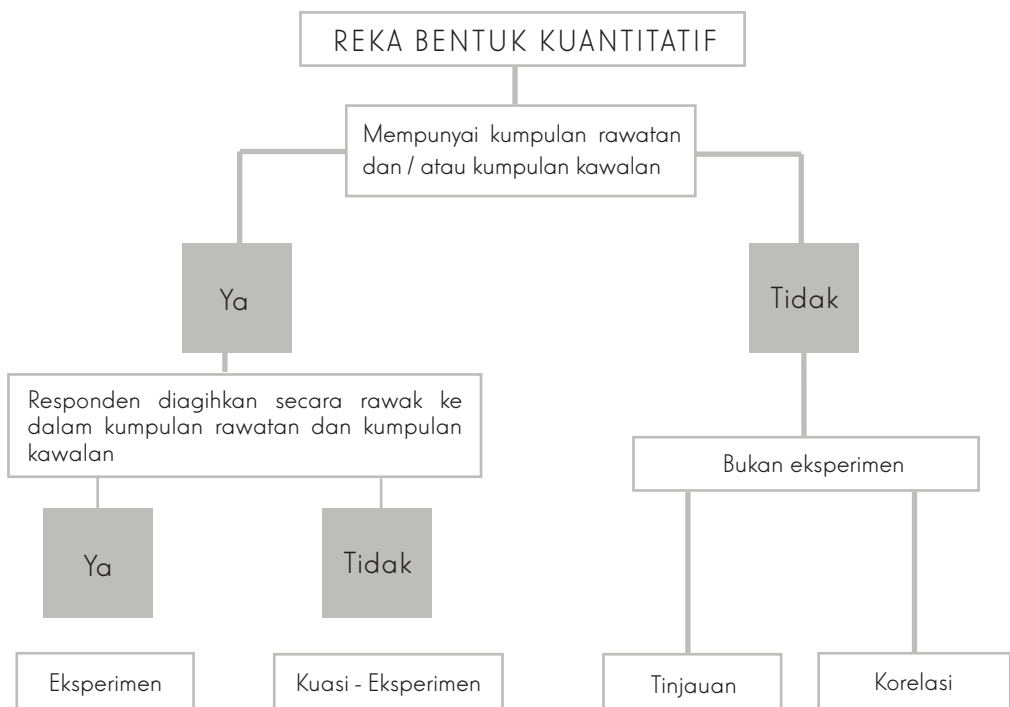 REKA BENTUK KUANTITATIF
Mempunyai kumpulan rawatan
dan / atau kumpulan kawalan
Ya
Tidak
Responden diagihkan secara rawak ke
dalam kumpulan rawatan dan kumpulan
kawalan
Bukan eksperimen
Ya
Tidak
Eksperimen
Kuasi - Eksperimen
Tinjauan
Korelasi